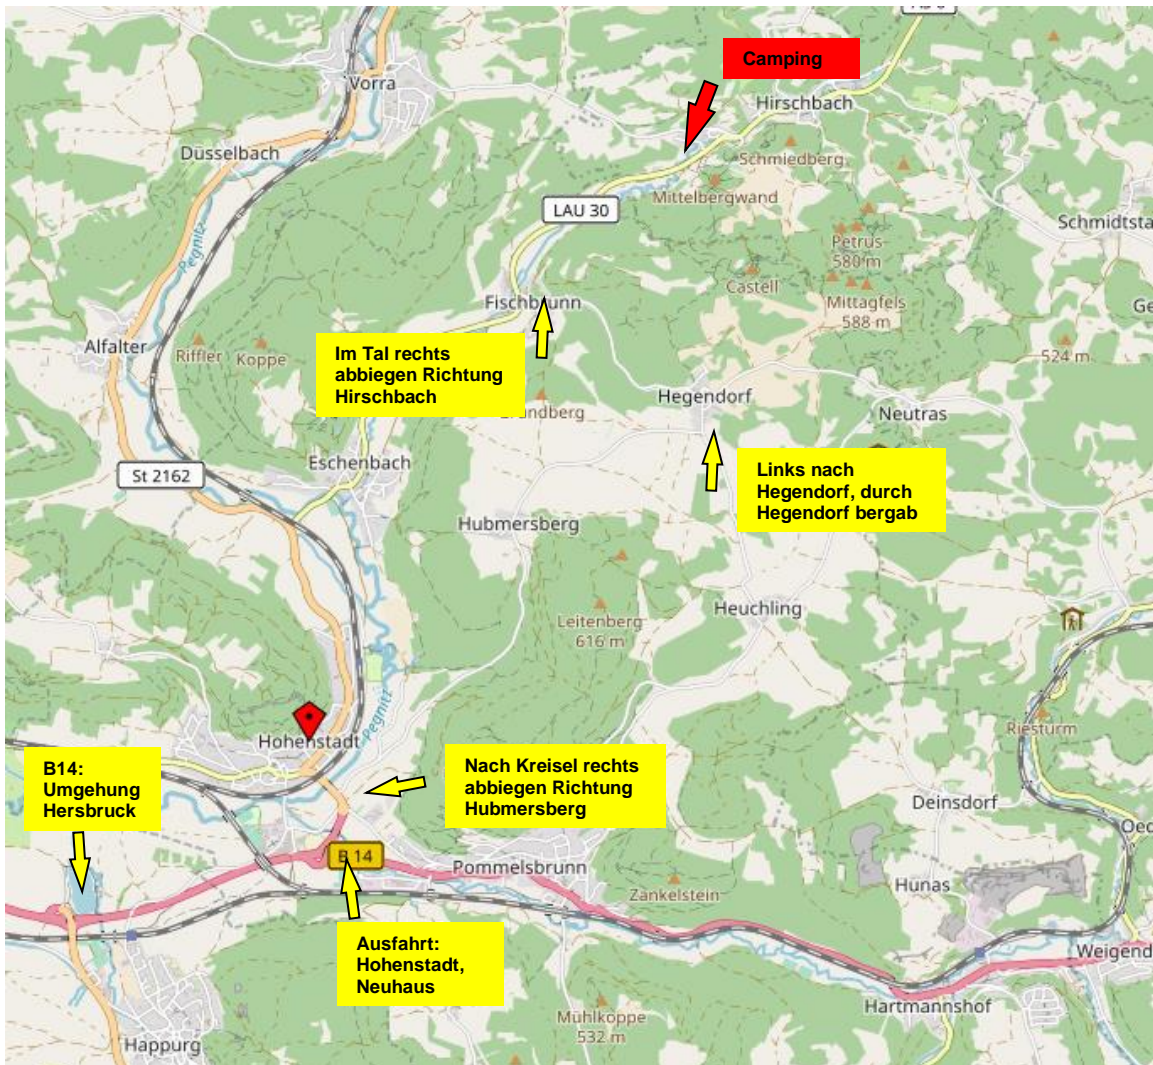 Camping
Vorra
Hirschbach
Düsselbach
Schmiedberg
Mittelbergwand
LAU 30
Schmidtsta
Pegnitz
Petrus
580 m
Castell
Mittagfels
588 m
Fischbrunn
Ge
Alfalter
Riffler
Koppe
524 m
Im Tal rechts
abbiegen Richtung
Hirschbach
Hegendorf
Neutras
Eschenbach
St 2162
Links nach
Hegendorf, durch
Hegendorf bergab
Hubmersberg
Heuchling
Leitenberg
616 m
Pegnitz
Riesturm
Hohenstadt
B14:
Umgehung
Hersbruck
Nach Kreisel rechts
abbiegen Richtung
Hubmersberg
Deinsdorf
Oed
B 14
Pommelsbrunn
Hunas
Zankelstein
Ausfahrt:
Hohenstadt,
Neuhaus
Weigend
Hartmannshof
Mühlkoppe
532 m
Happurg